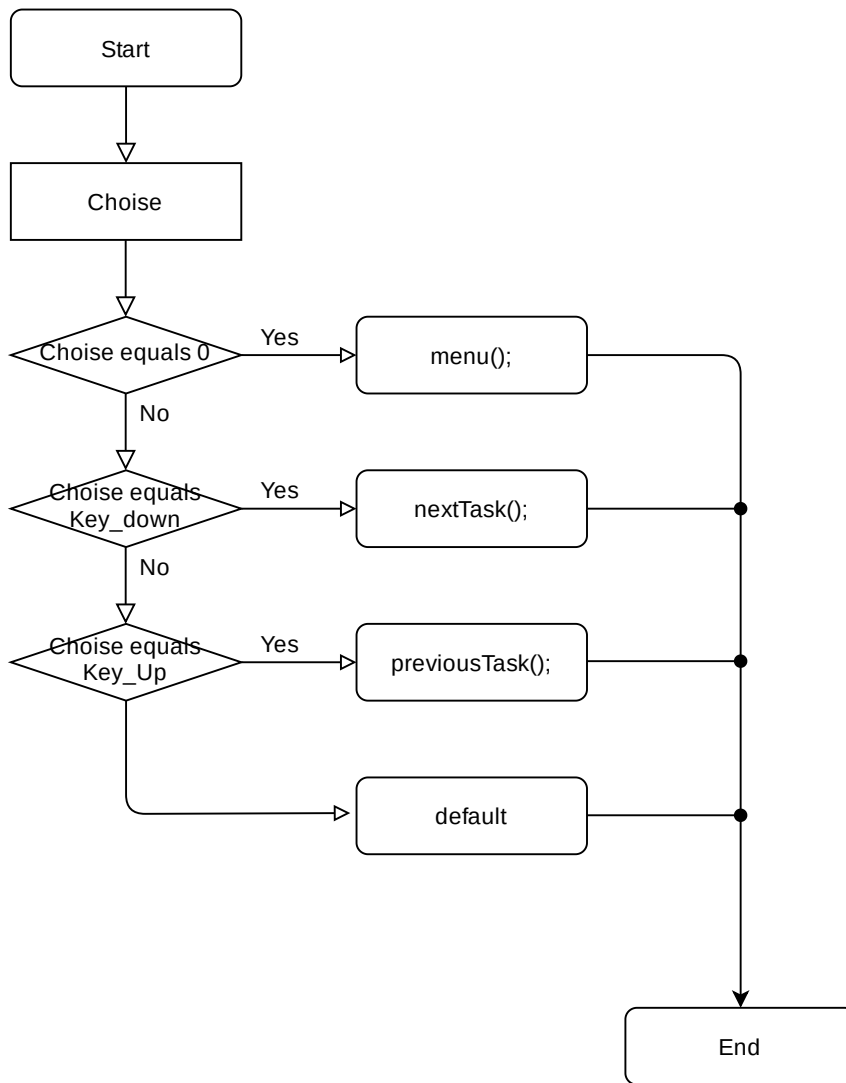 Start
Choise
Choise equals 0
Yes
menu();
No
Choise equals
Key_down
Yes
nextTask();
No
Choise equals
Key_Up
Yes
previousTask();
default
End